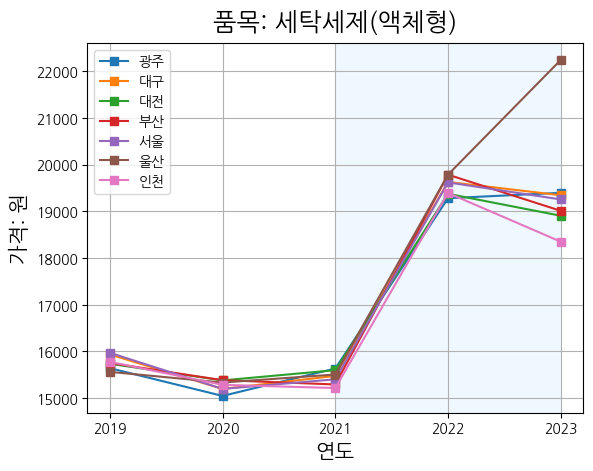 품목: 세탁세제(액체형)
광주
대구
대전
부산
서울
울산
인천
가격: 원
22000
21000
20000
19000
18000
17000
16000
15000
2019 2020 2021 2022 2023
연도